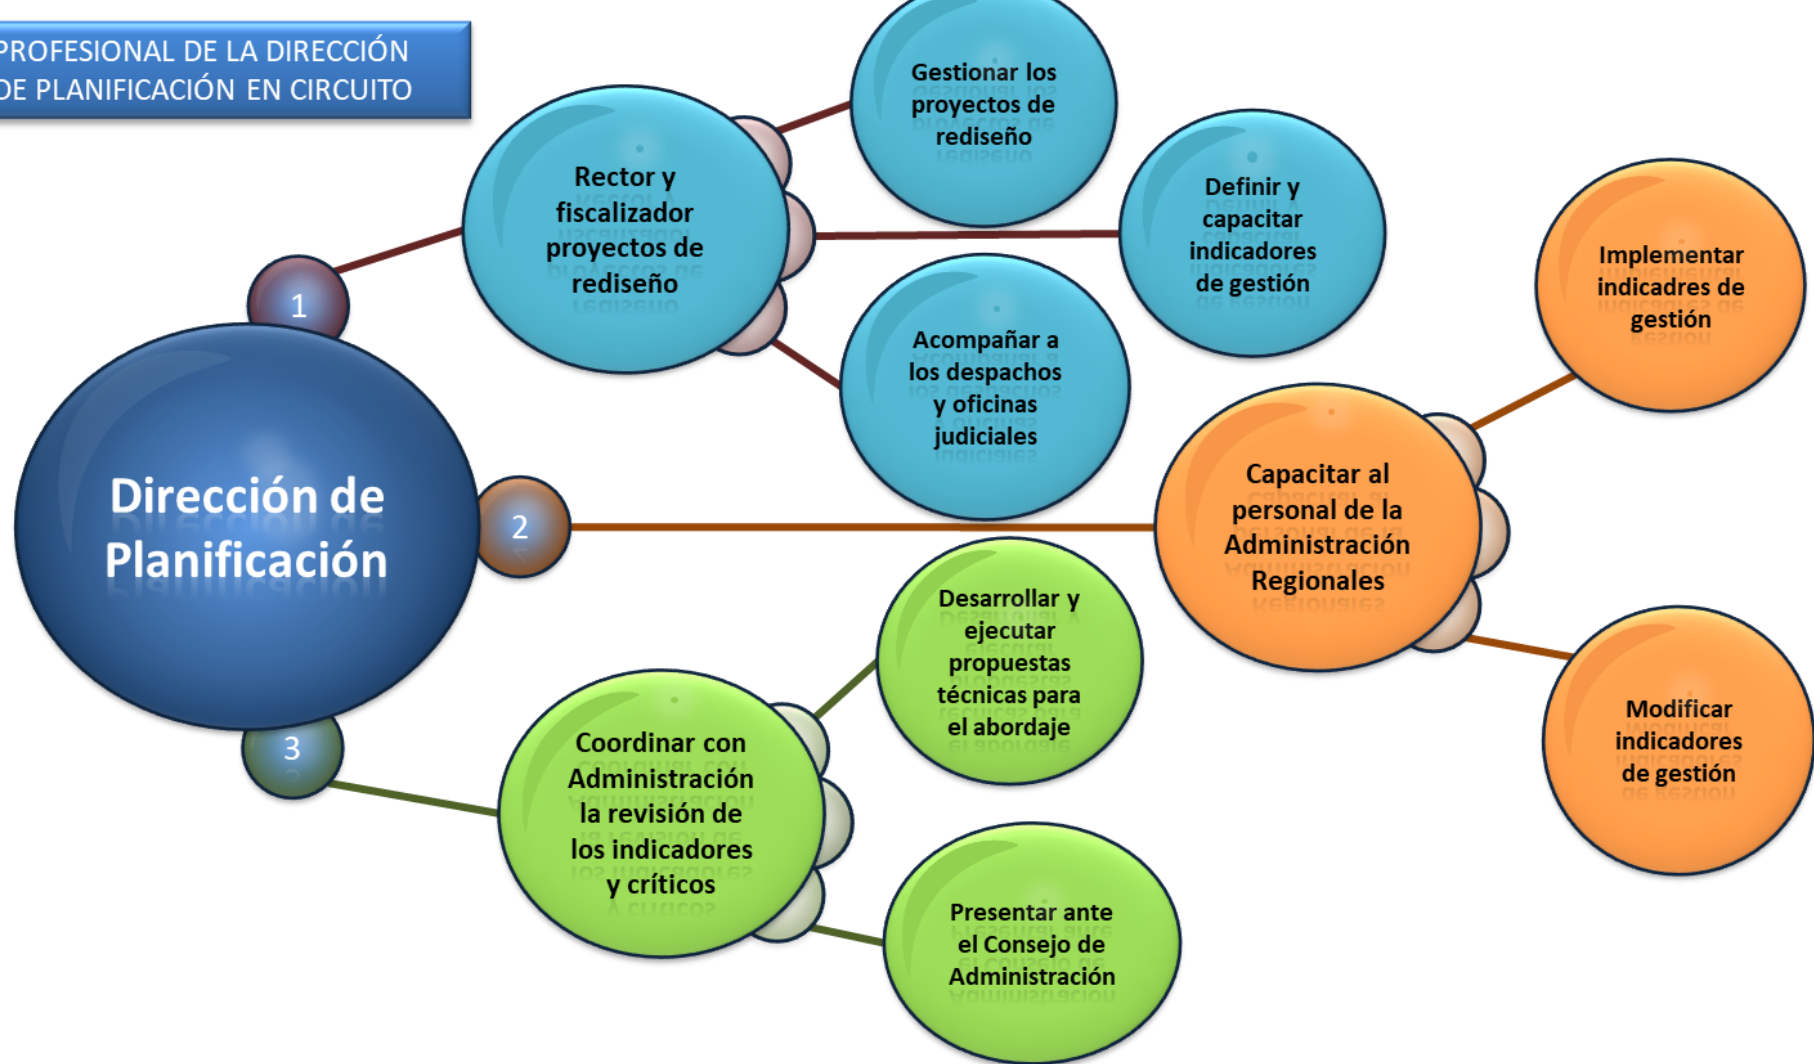 PROFESIONAL DE LA DIRECCIÓN
DE PLANIFICACIÓN EN CIRCUITO
Dirección de
Planificación
1
Rector y
fiscalizador
proyectos de
rediseño
Gestionar los
proyectos de
rediseño
Definir y
capacitar
indicadores
de gestión
Acompañar a
los despachos
y oficinas
judiciales
2
Capacitar al
personal de la
Administración
Regionales
Implementar
indicadres de
gestión
Modificar
indicadores
de gestión
3
Coordinar con
Administración
la revisión de
los indicadores
y críticos
Desarrollar y
ejecutar
propuestas
técnicas para
el abordaje
Presentar ante
el Consejo de
Administración